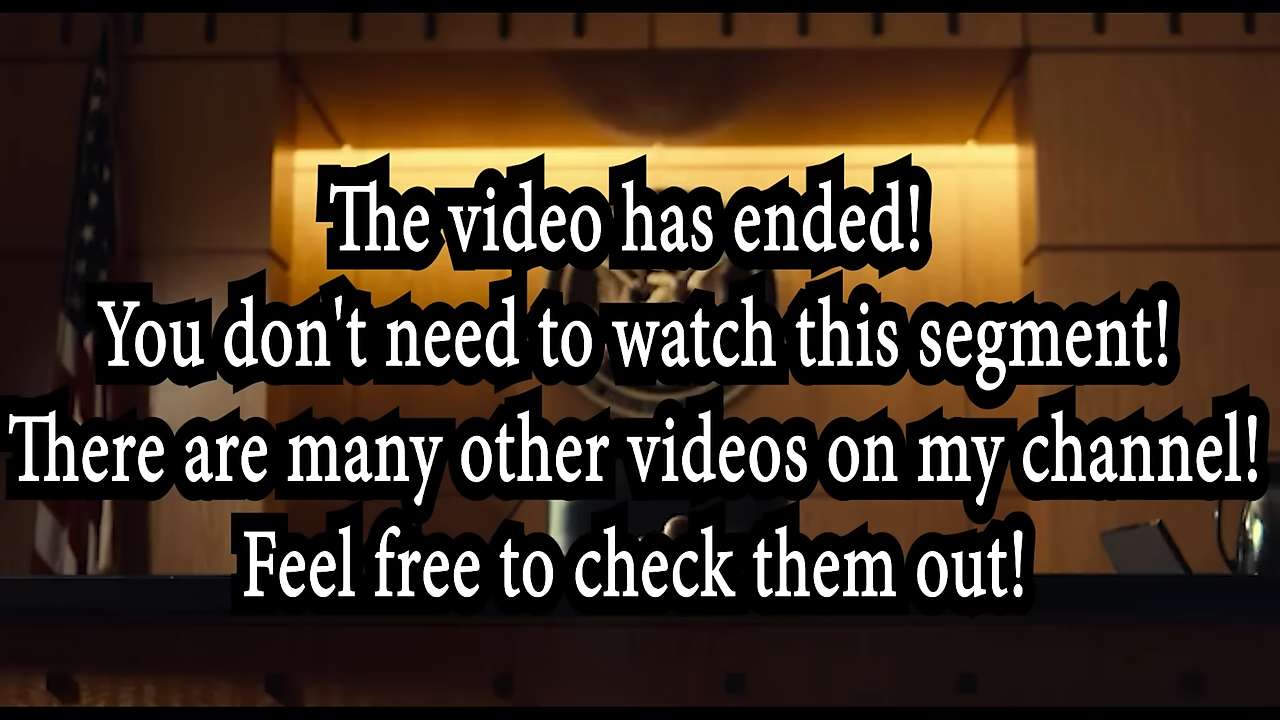 The video has ended!
You don't need to watch this segment!
There are many other videos on my channel!
Feel free to check them out!